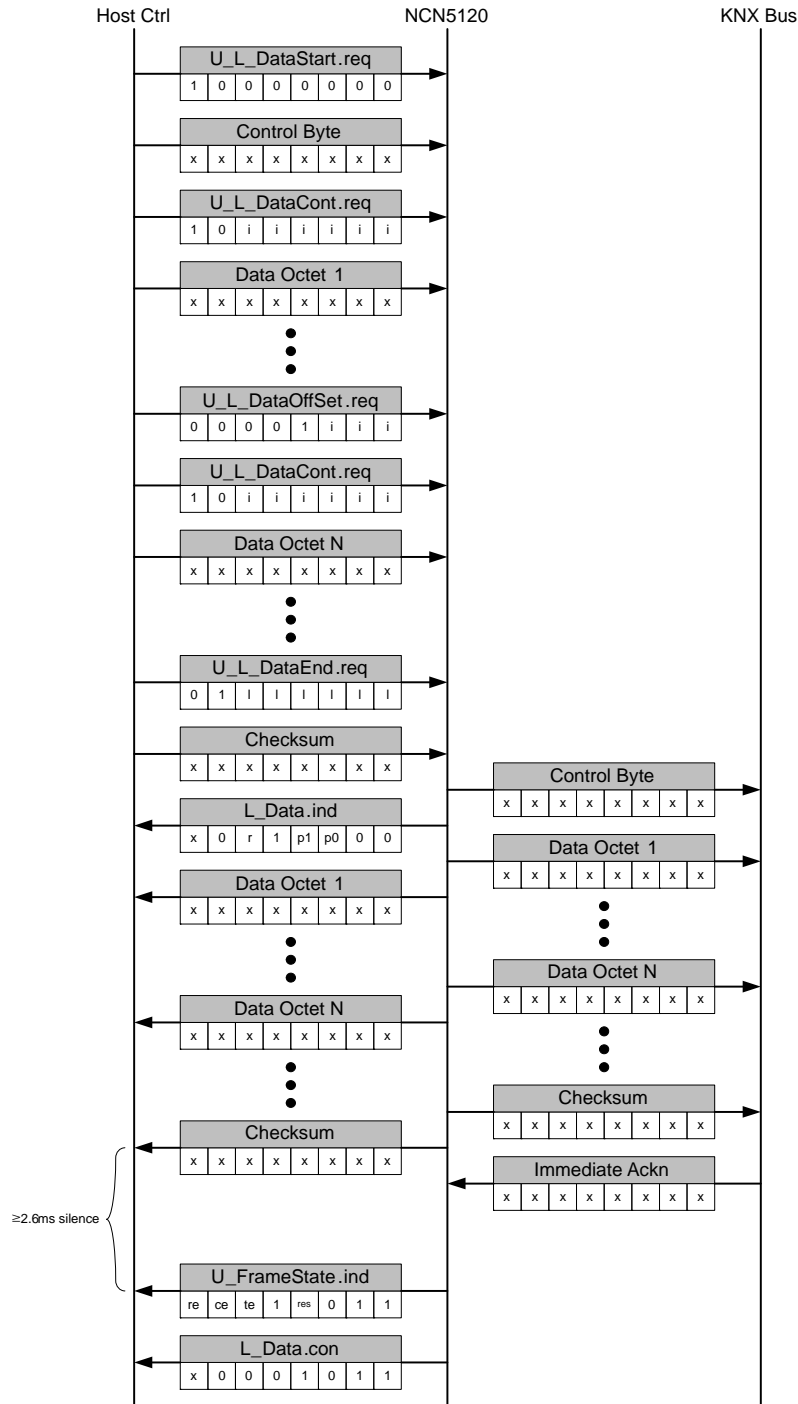 Host Ctrl NCN5120 KNX Bus
U_L_DataStart.req
1 0 0 0 0 0 0 0
Control Byte
x x x x x x x x
U_L_DataCont.req
1 0 i i i i i i
Data Octet 1
x x x x x x x x
U_L_DataOffSet.req
0 0 0 0 1 i i i
U_L_DataCont.req
1 0 i i i i i i
Data Octet N
x x x x x x x x
U_L_DataEnd.req
0 1 l l l l l l
Checksum
x x x x x x x x
Control Byte
x x x x x x x x
L_Data.ind
x 0 r 1 p1 p0 0 0
Data Octet 1
x x x x x x x x
Data Octet 1
x x x x x x x x
Data Octet N
x x x x x x x x
Data Octet N
x x x x x x x x
Checksum
x x x x x x x x
Checksum
x x x x x x x x
Immediate Ackn
x x x x x x x x
≥2.6ms silence
U_FrameState.ind
re ce te 1 res 0 1 1
L_Data.con
x 0 0 0 1 0 1 1